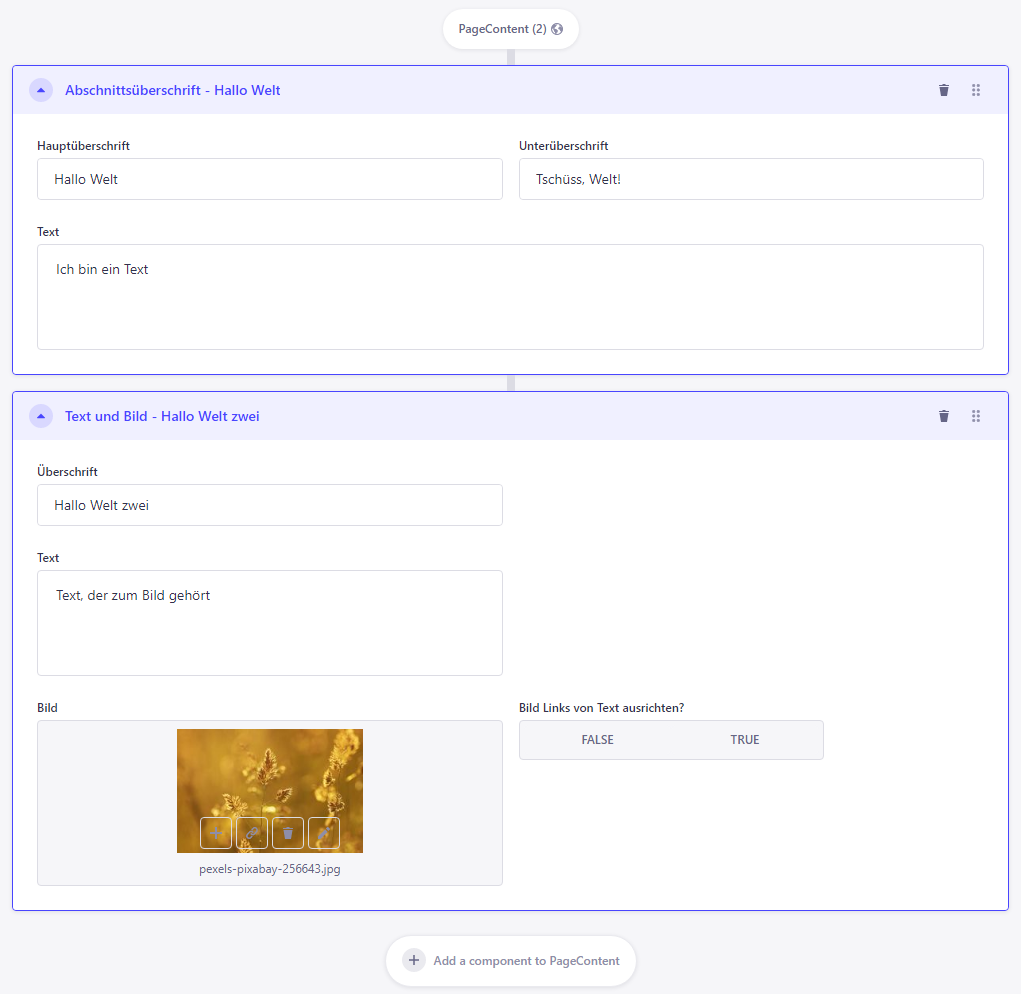 PageContent (2)
Abschnittsüberschrift - Hallo Welt
Hauptüberschrift
Unterüberschrift
Hallo Welt
Tschüss, Welt!
Text
Ich bin ein Text
Text und Bild - Hallo Welt zwei
Überschrift
Hallo Welt zwei
Text
Text, der zum Bild gehört
Bild
Bild Links von Text ausrichten?
FALSE
TRUE
pexels-pixabay-256643.jpg
Add a component to PageContent